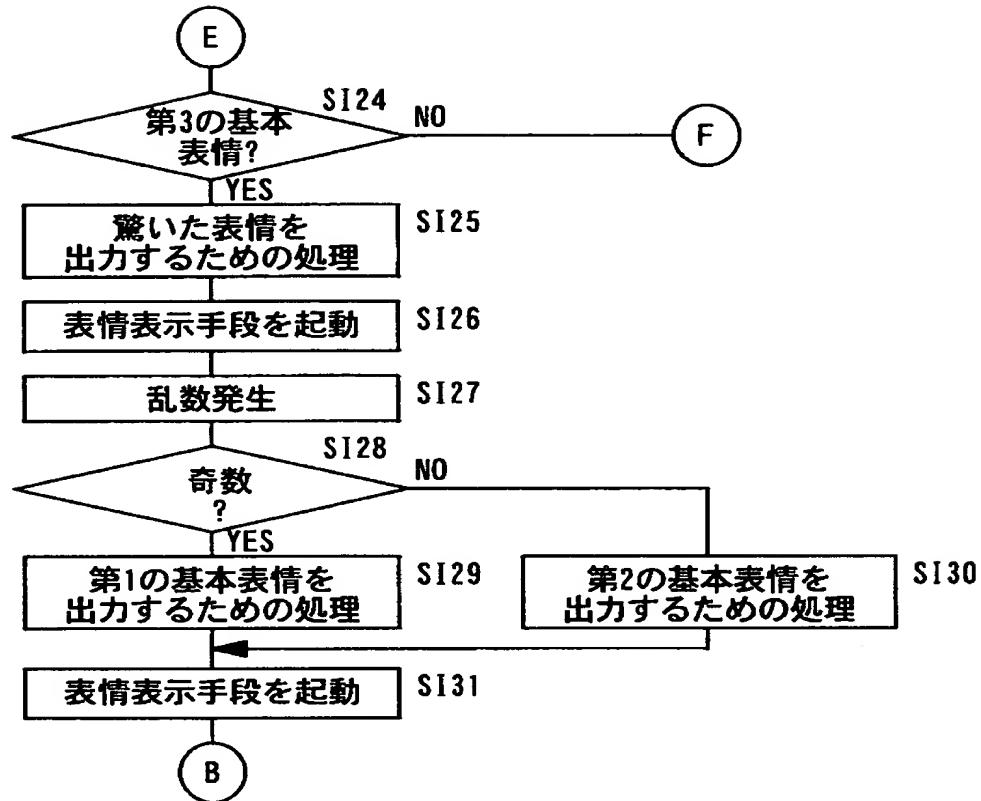 E
SI24
NO
第3の基本
表情?
F
YES
驚いた表情を
出力するための処理
SI25
表情表示手段を起動
SI26
乱数発生
SI27
SI28
NO
奇数
?
YES
第1の基本表情を
出力するための処理
SI29
第2の基本表情を
出力するための処理
SI30
表情表示手段を起動
SI31
B